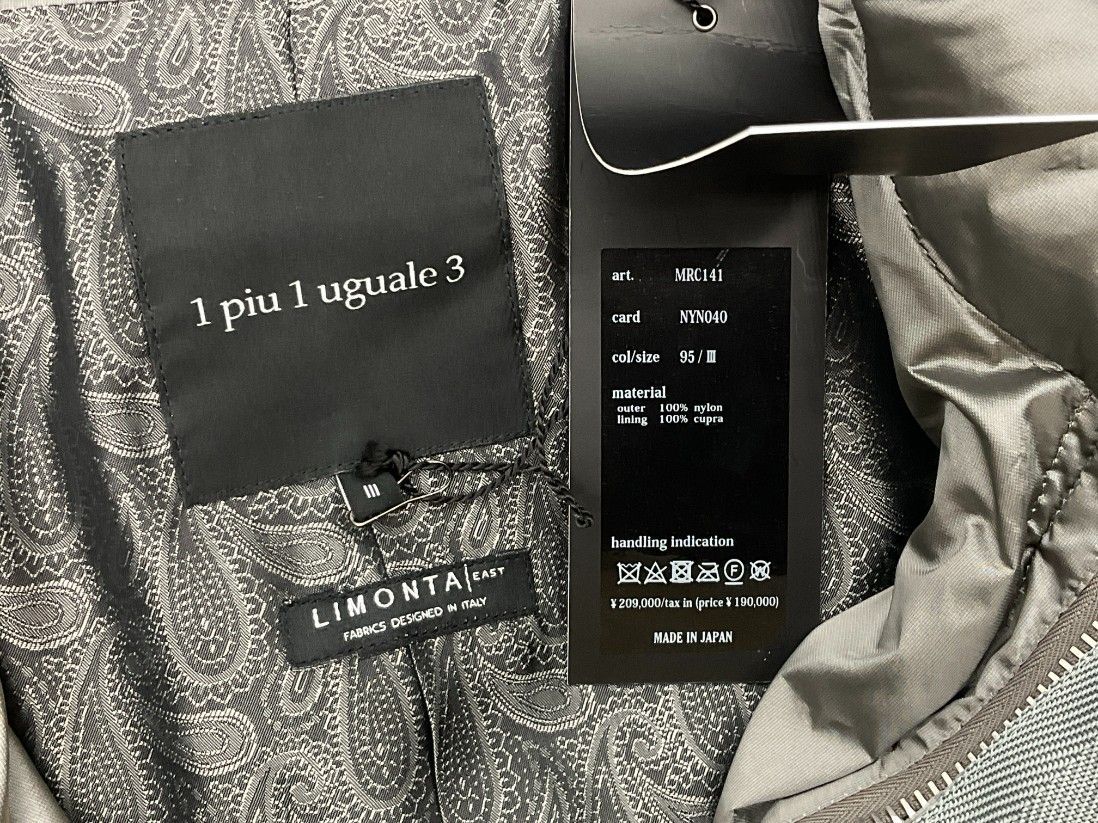 1 piu 1 uguale 3
III
LIMONTA|EAST
FABRICS DESIGNED IN ITALY
art. MRC141
card NYN040
col/size 95 / Ⅲ
material
outer 100% nylon
lining 100% cupra
handling indication
¥ 209,000/tax in (price ¥ 190,000)
MADE IN JAPAN